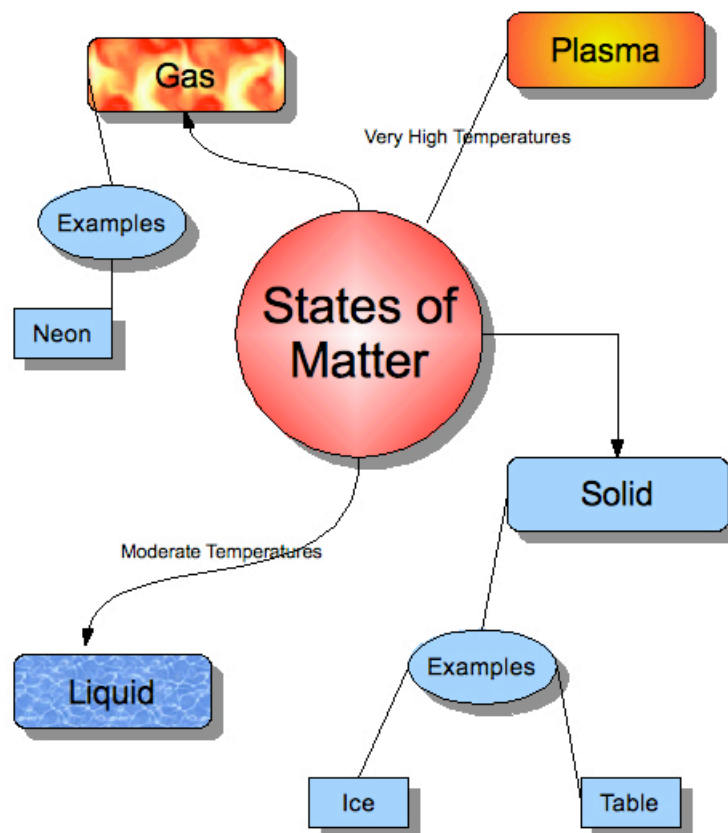 Gas
Plasma
Very High Temperatures
Examples
Neon
States of
Matter
Solid
Moderate Temperatures
Liquid
Examples
Ice
Table